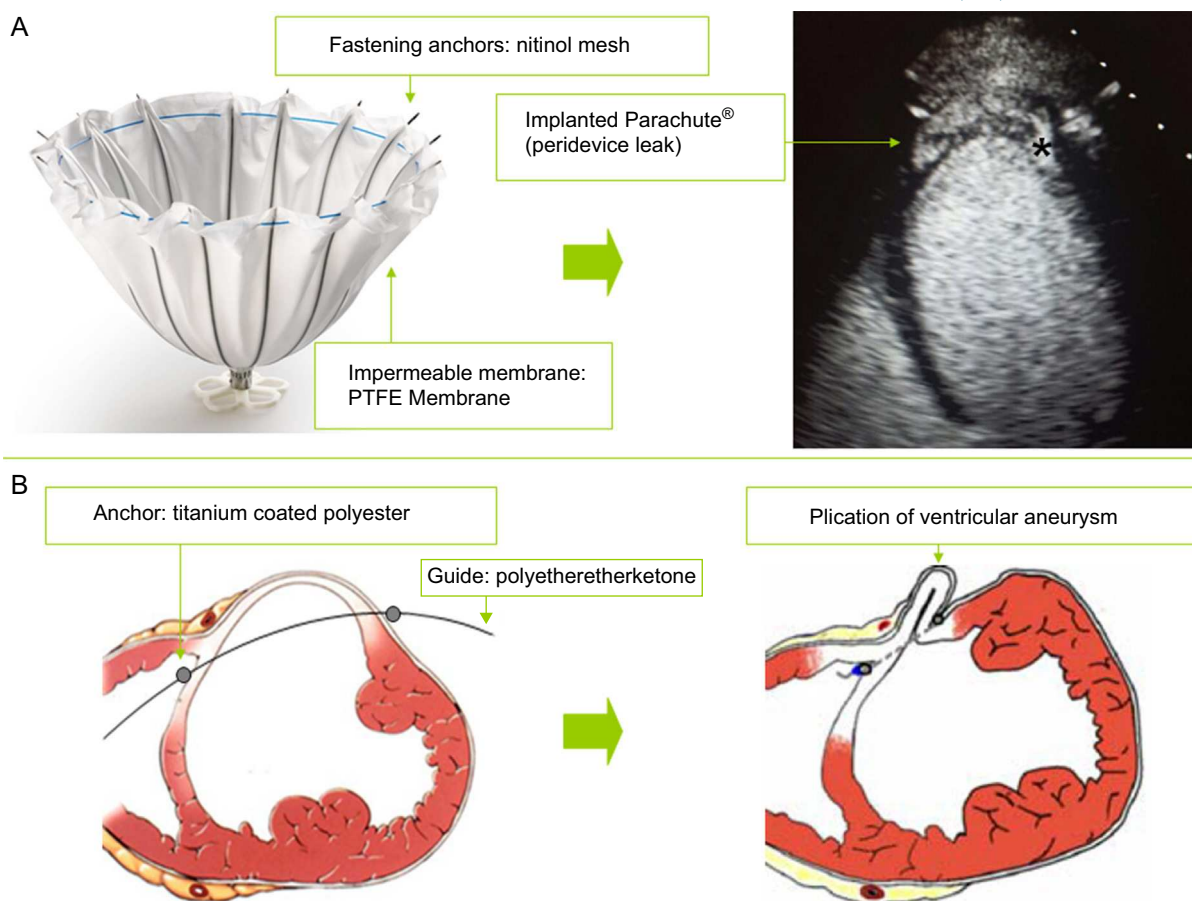 A
Fastening anchors: nitinol mesh
Implanted Parachute®
(peridevice leak)
*
Impermeable membrane:
PTFE Membrane
B
Anchor: titanium coated polyester
Guide: polyetheretherketone
Plication of ventricular aneurysm